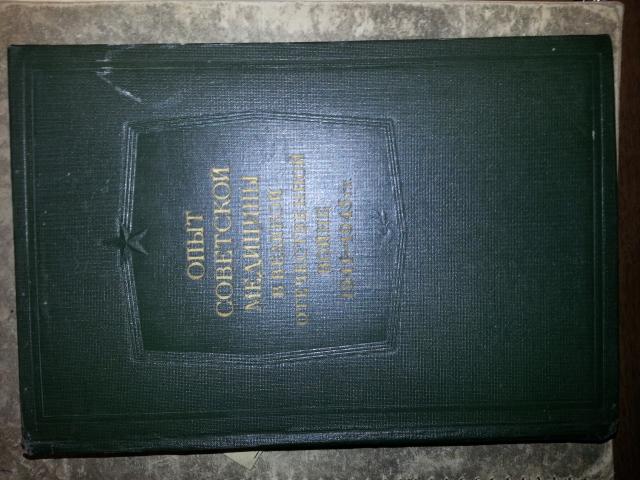 ОПЫТ
СОВЕТСКОЙ
МЕДИЦИНЫ
В ВЕЛИКОЙ
ОТЕЧЕСТВЕННОЙ
ВОЙНЕ
1941-1945 гг.